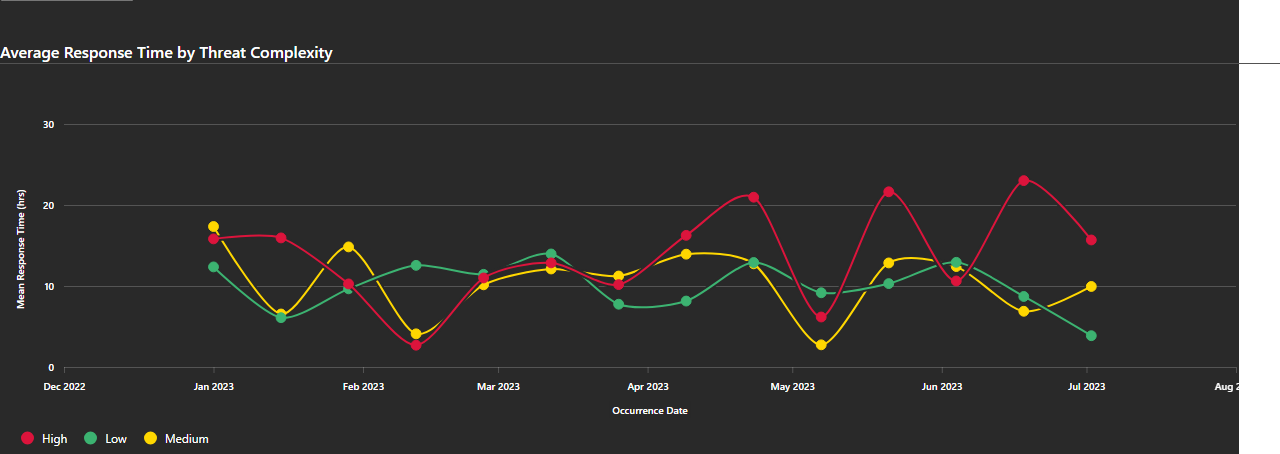 Average Response Time by Threat Complexity
30
20
10
0
Mean Response Time (hrs)
Dec 2022 Jan 2023 Feb 2023 Mar 2023 Apr 2023 May 2023 Jun 2023 Jul 2023 Aug
Occurrence Date
High Low Medium